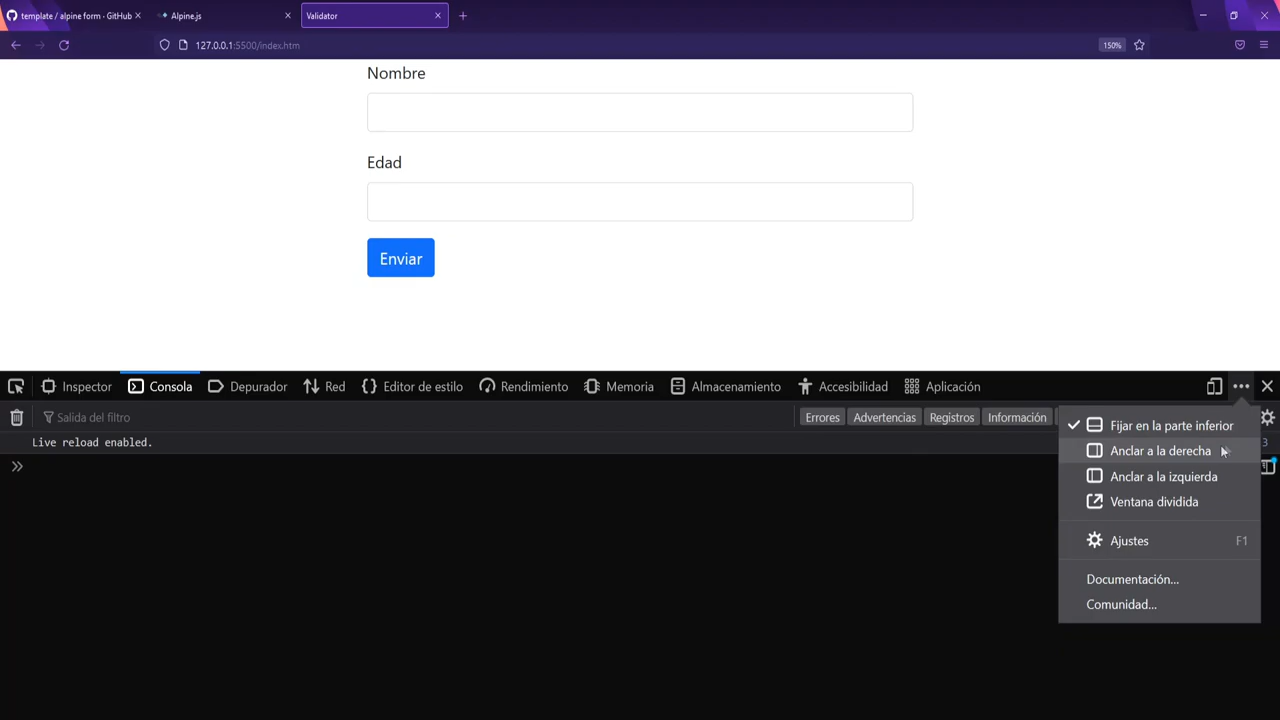 template / alpine form · GitHub
Alpine.js
Validator
127.0.0.1:5500/index.htm
150%
Nombre
Edad
Enviar
Inspector
Consola
Depurador
Red
Editor de estilo
Rendimiento
Memoria
Almacenamiento
Accesibilidad
Aplicación
Salida del filtro
Errores
Advertencias
Registros
Información
Live reload enabled.
3
Fijar en la parte inferior
Anclar a la derecha
Anclar a la izquierda
Ventana dividida
Ajustes F1
Documentación...
Comunidad...